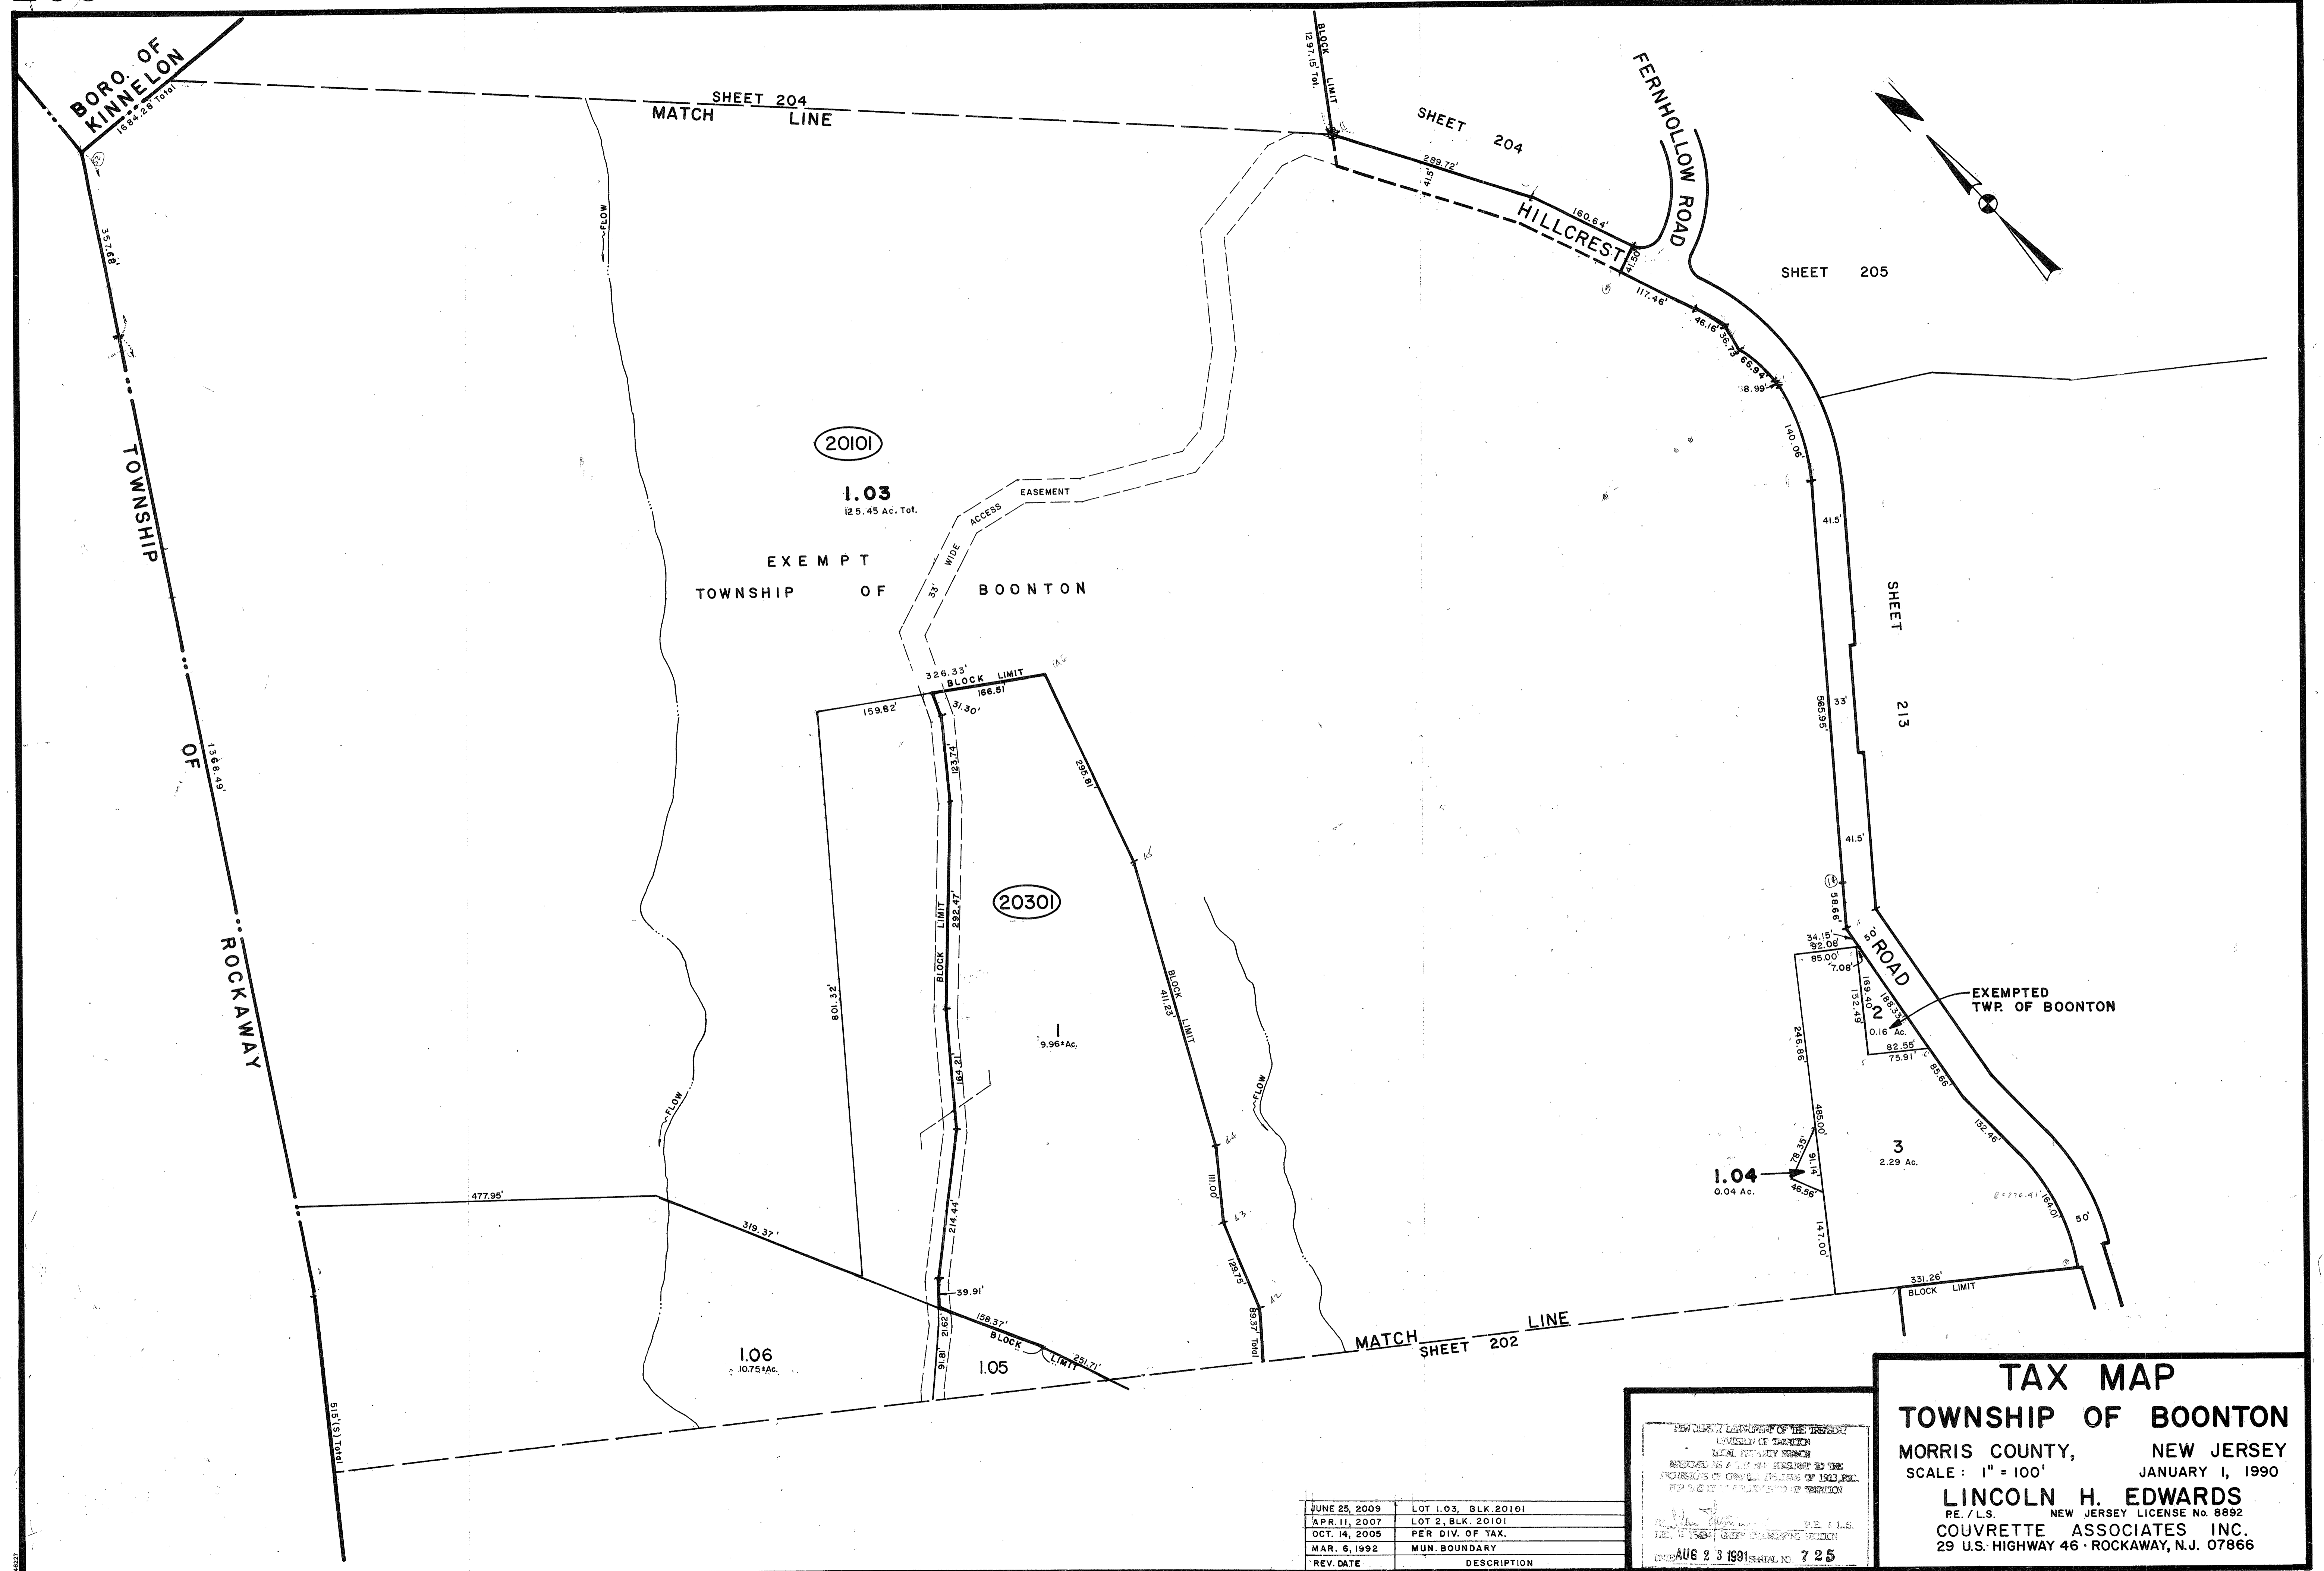 BORO. OF
KINNELON
1684.28' Total
SHEET 204
MATCH LINE
BLOCK LIMIT
1297.15' Tot.
SHEET 204
289.72'
41.5'
160.64'
HILLCREST
41.50'
FERNHOLLOW ROAD
SHEET 205
117.46'
46.16'
36.73'
66.94'
8.99'
140.06'
41.5'
SHEET 213
565.95'
33'
41.5'
58.66'
357.68'
TOWNSHIP
OF
ROCKAWAY
1368.49'
FLOW
20101
1.03
125.45 Ac. Tot.
EXEMPT
TOWNSHIP OF BOONTON
33' WIDE ACCESS EASEMENT
326.33'
BLOCK LIMIT
166.51'
159.82'
31.30'
123.74'
295.81'
801.32'
BLOCK LIMIT
292.47'
20301
1
9.96±Ac.
BLOCK LIMIT
411.23'
164.21'
FLOW
FLOW
111.00'
214.44'
129.75'
89.37' Total
39.91'
21.62'
91.81'
158.37'
BLOCK LIMIT
251.71'
477.95'
319.37'
1.06
10.75±Ac.
1.05
515'(S) Total
34.15'
92.08'
85.00'
7.08'
50'
ROAD
169.40'
152.49'
188.33'
2
0.16 Ac.
EXEMPTED
TWP. OF BOONTON
82.55'
75.91'
85.66'
246.86'
485.00'
78.35'
91.14'
1.04
0.04 Ac.
46.56'
147.00'
3
2.29 Ac.
132.46'
164.01'
50'
331.26'
BLOCK LIMIT
MATCH LINE
SHEET 202
JUNE 25, 2009 LOT 1.03, BLK.20101
APR. 11, 2007 LOT 2, BLK. 20101
OCT. 14, 2005 PER DIV. OF TAX.
MAR. 6, 1992 MUN. BOUNDARY
REV. DATE DESCRIPTION
NEW JERSEY DEPARTMENT OF THE TREASURY
DIVISION OF TAXATION
P.E. / L.S.
AUG 23 1991 SERIAL NO. 725
TAX MAP
TOWNSHIP OF BOONTON
MORRIS COUNTY, NEW JERSEY
SCALE: 1" = 100' JANUARY 1, 1990
LINCOLN H. EDWARDS
P.E. / L.S. NEW JERSEY LICENSE No. 8892
COUVRETTE ASSOCIATES INC.
29 U.S. HIGHWAY 46 · ROCKAWAY, N.J. 07866